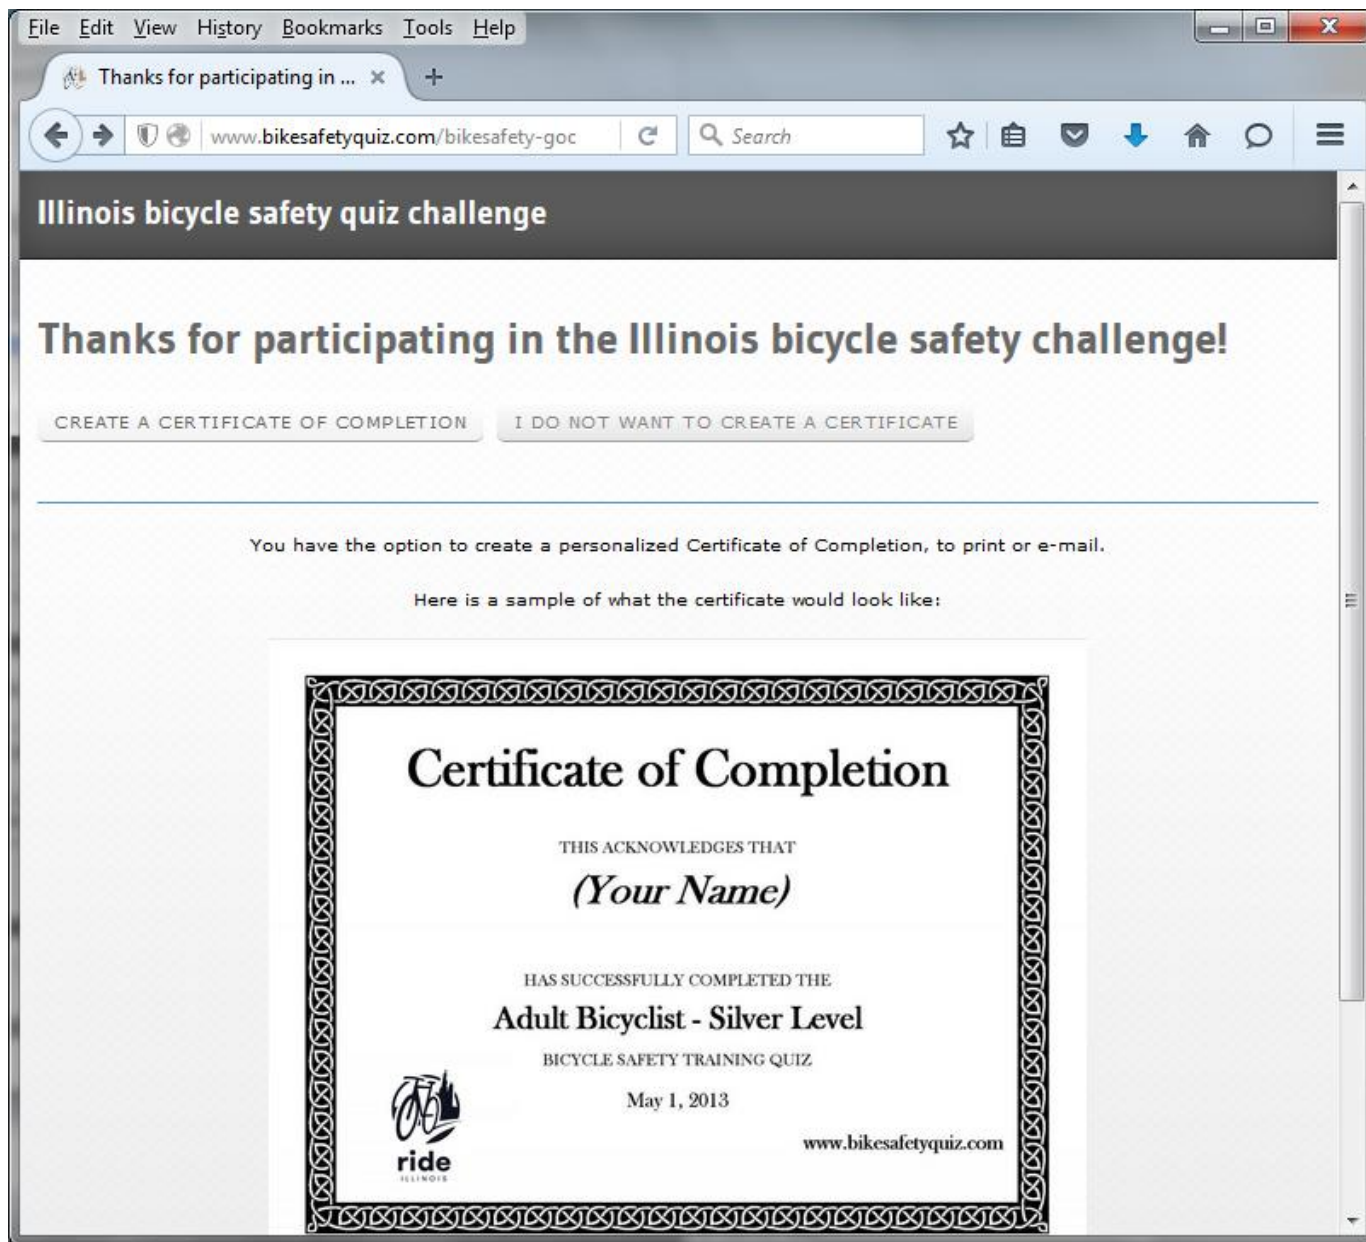 File Edit View History Bookmarks Tools Help
Thanks for participating in ...
www.bikesafetyquiz.com/bikesafety-goc
Search
Illinois bicycle safety quiz challenge
Thanks for participating in the Illinois bicycle safety challenge!
CREATE A CERTIFICATE OF COMPLETION I DO NOT WANT TO CREATE A CERTIFICATE
You have the option to create a personalized Certificate of Completion, to print or e-mail.
Here is a sample of what the certificate would look like:
Certificate of Completion
THIS ACKNOWLEDGES THAT
(Your Name)
HAS SUCCESSFULLY COMPLETED THE
Adult Bicyclist - Silver Level
BICYCLE SAFETY TRAINING QUIZ
May 1, 2013
www.bikesafetyquiz.com
ride
ILLINOIS